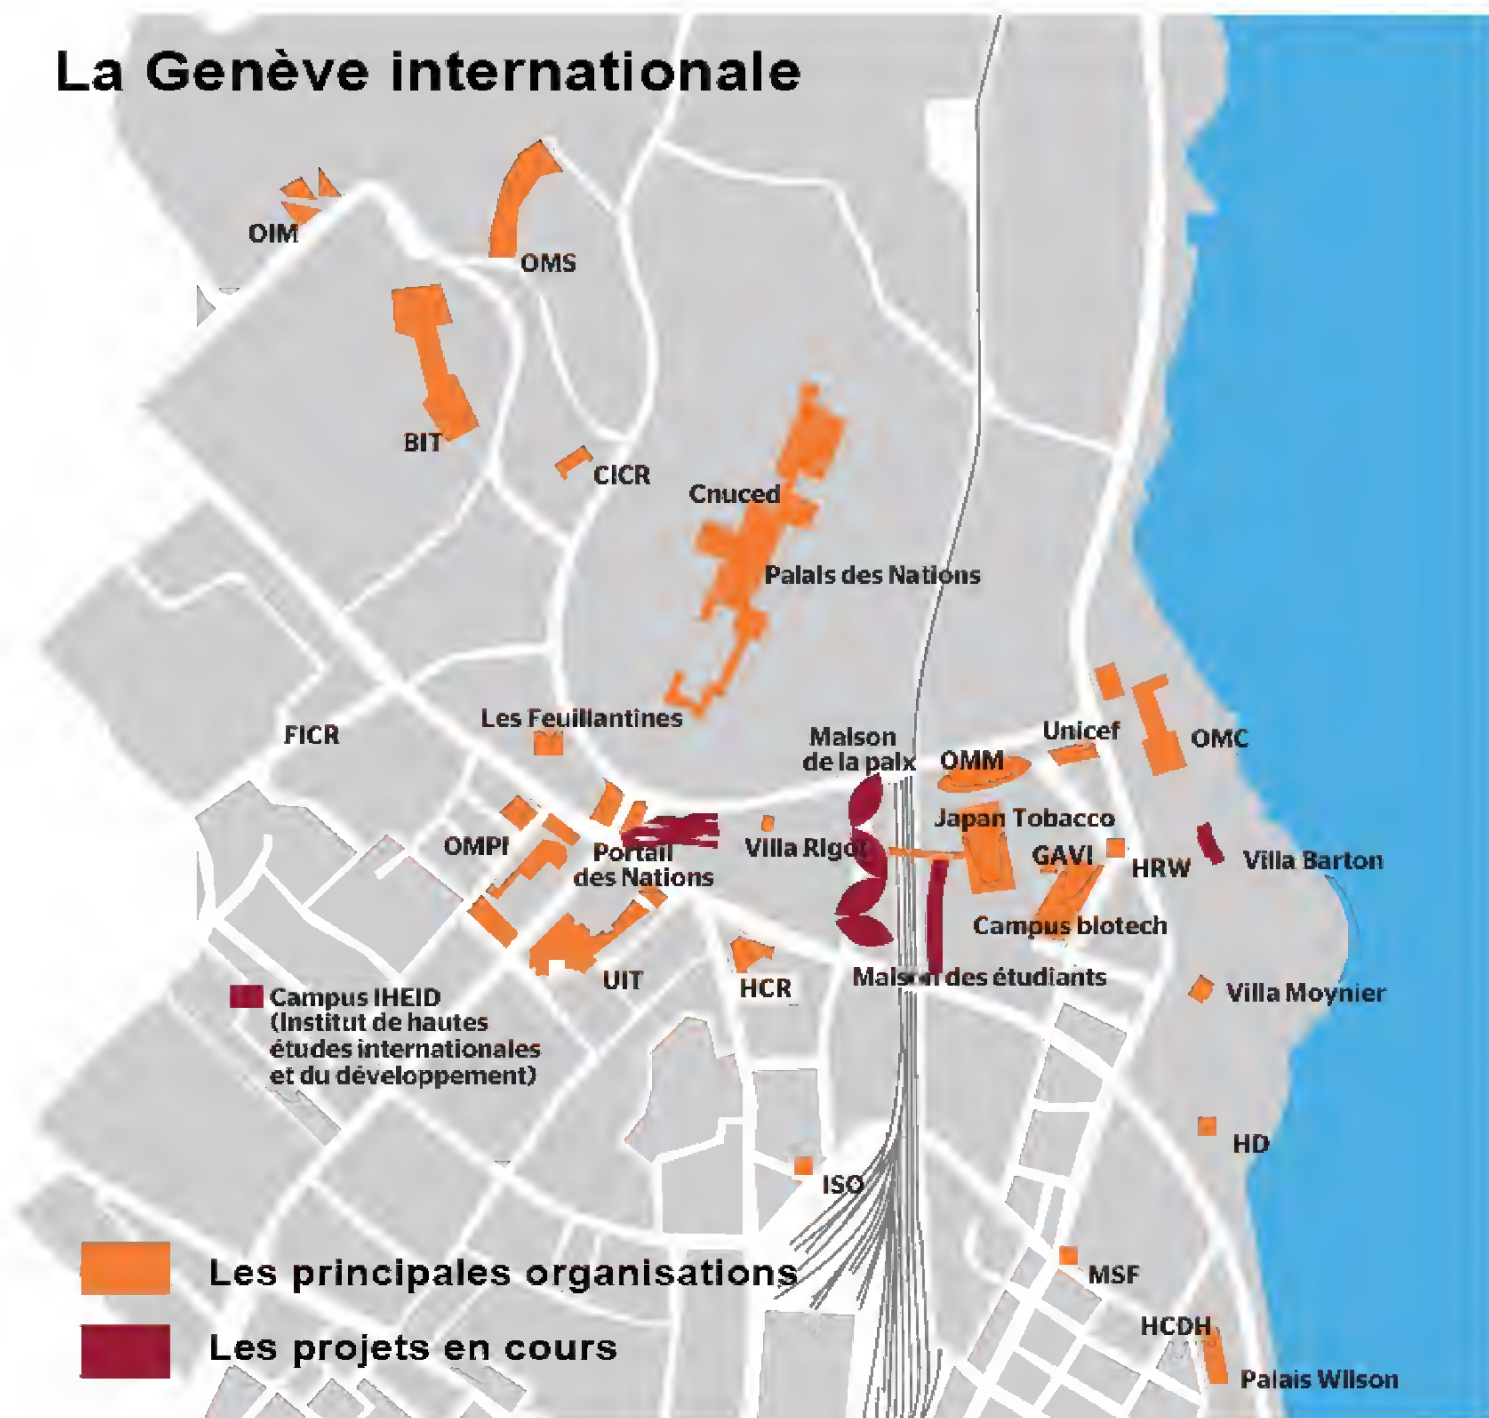 La Genève internationale
OIM
OMS
BIT
CICR
Cnuced
Palais des Nations
FICR
Les Feuillantines
Maison
de la paix
OMM
Unicef
OMC
OMPI
Portail
des Nations
Villa Rigot
Japan Tobacco
GAVI
HRW
Villa Barton
Campus biotech
UIT
HCR
Maison des étudiants
Villa Moynier
Campus IHEID
(Institut de hautes
études internationales
et du développement)
HD
ISO
MSF
HCDH
Palais Wilson
Les principales organisations
Les projets en cours